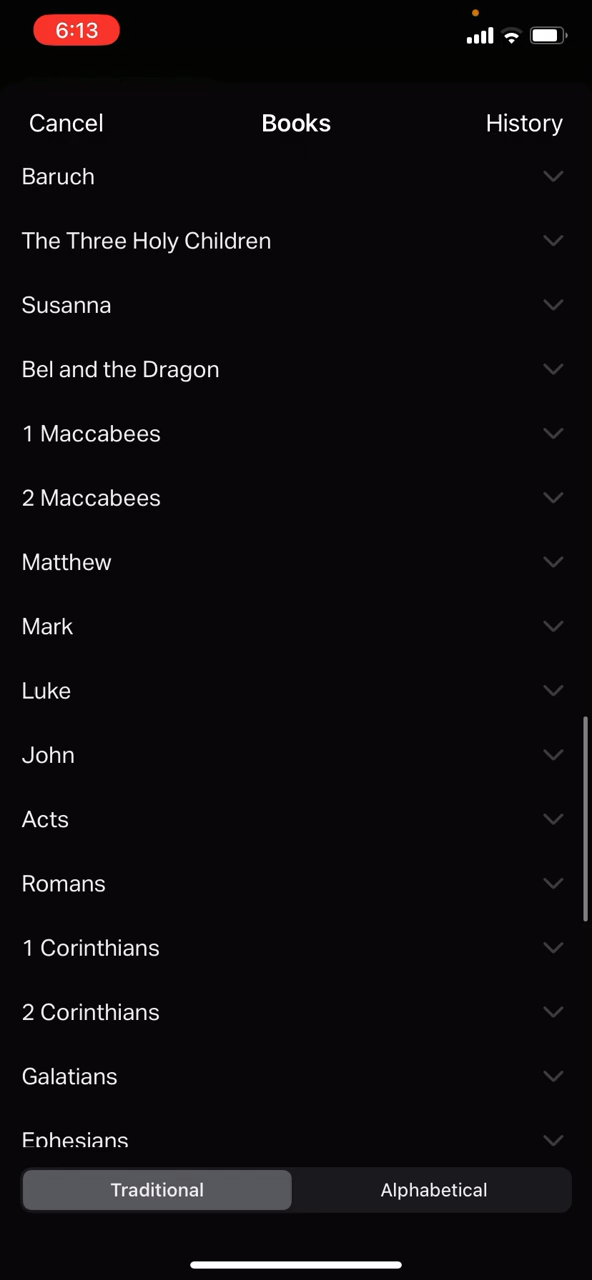 6:13
Cancel Books History
Baruch
The Three Holy Children
Susanna
Bel and the Dragon
1 Maccabees
2 Maccabees
Matthew
Mark
Luke
John
Acts
Romans
1 Corinthians
2 Corinthians
Galatians
Ephesians
Traditional Alphabetical